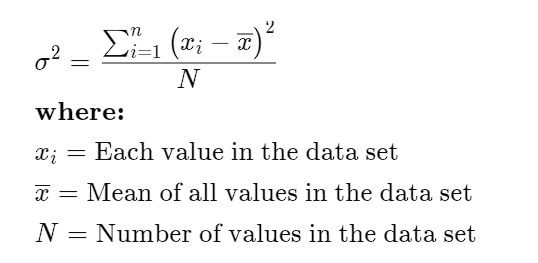 σ² = ∑ⁿᵢ₌₁ (xᵢ − x̅)² / N
where:
xᵢ = Each value in the data set
x̅ = Mean of all values in the data set
N = Number of values in the data set